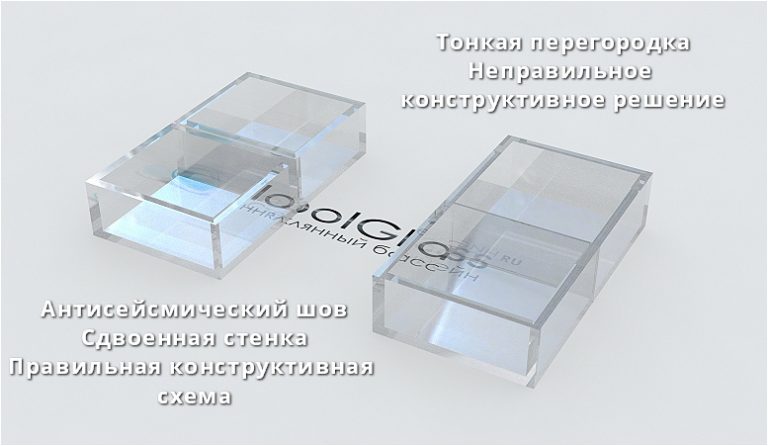 Тонкая перегородка
Неправильное
конструктивное решение
Антисейсмический шов
Сдвоенная стенка
Правильная конструктивная
схема